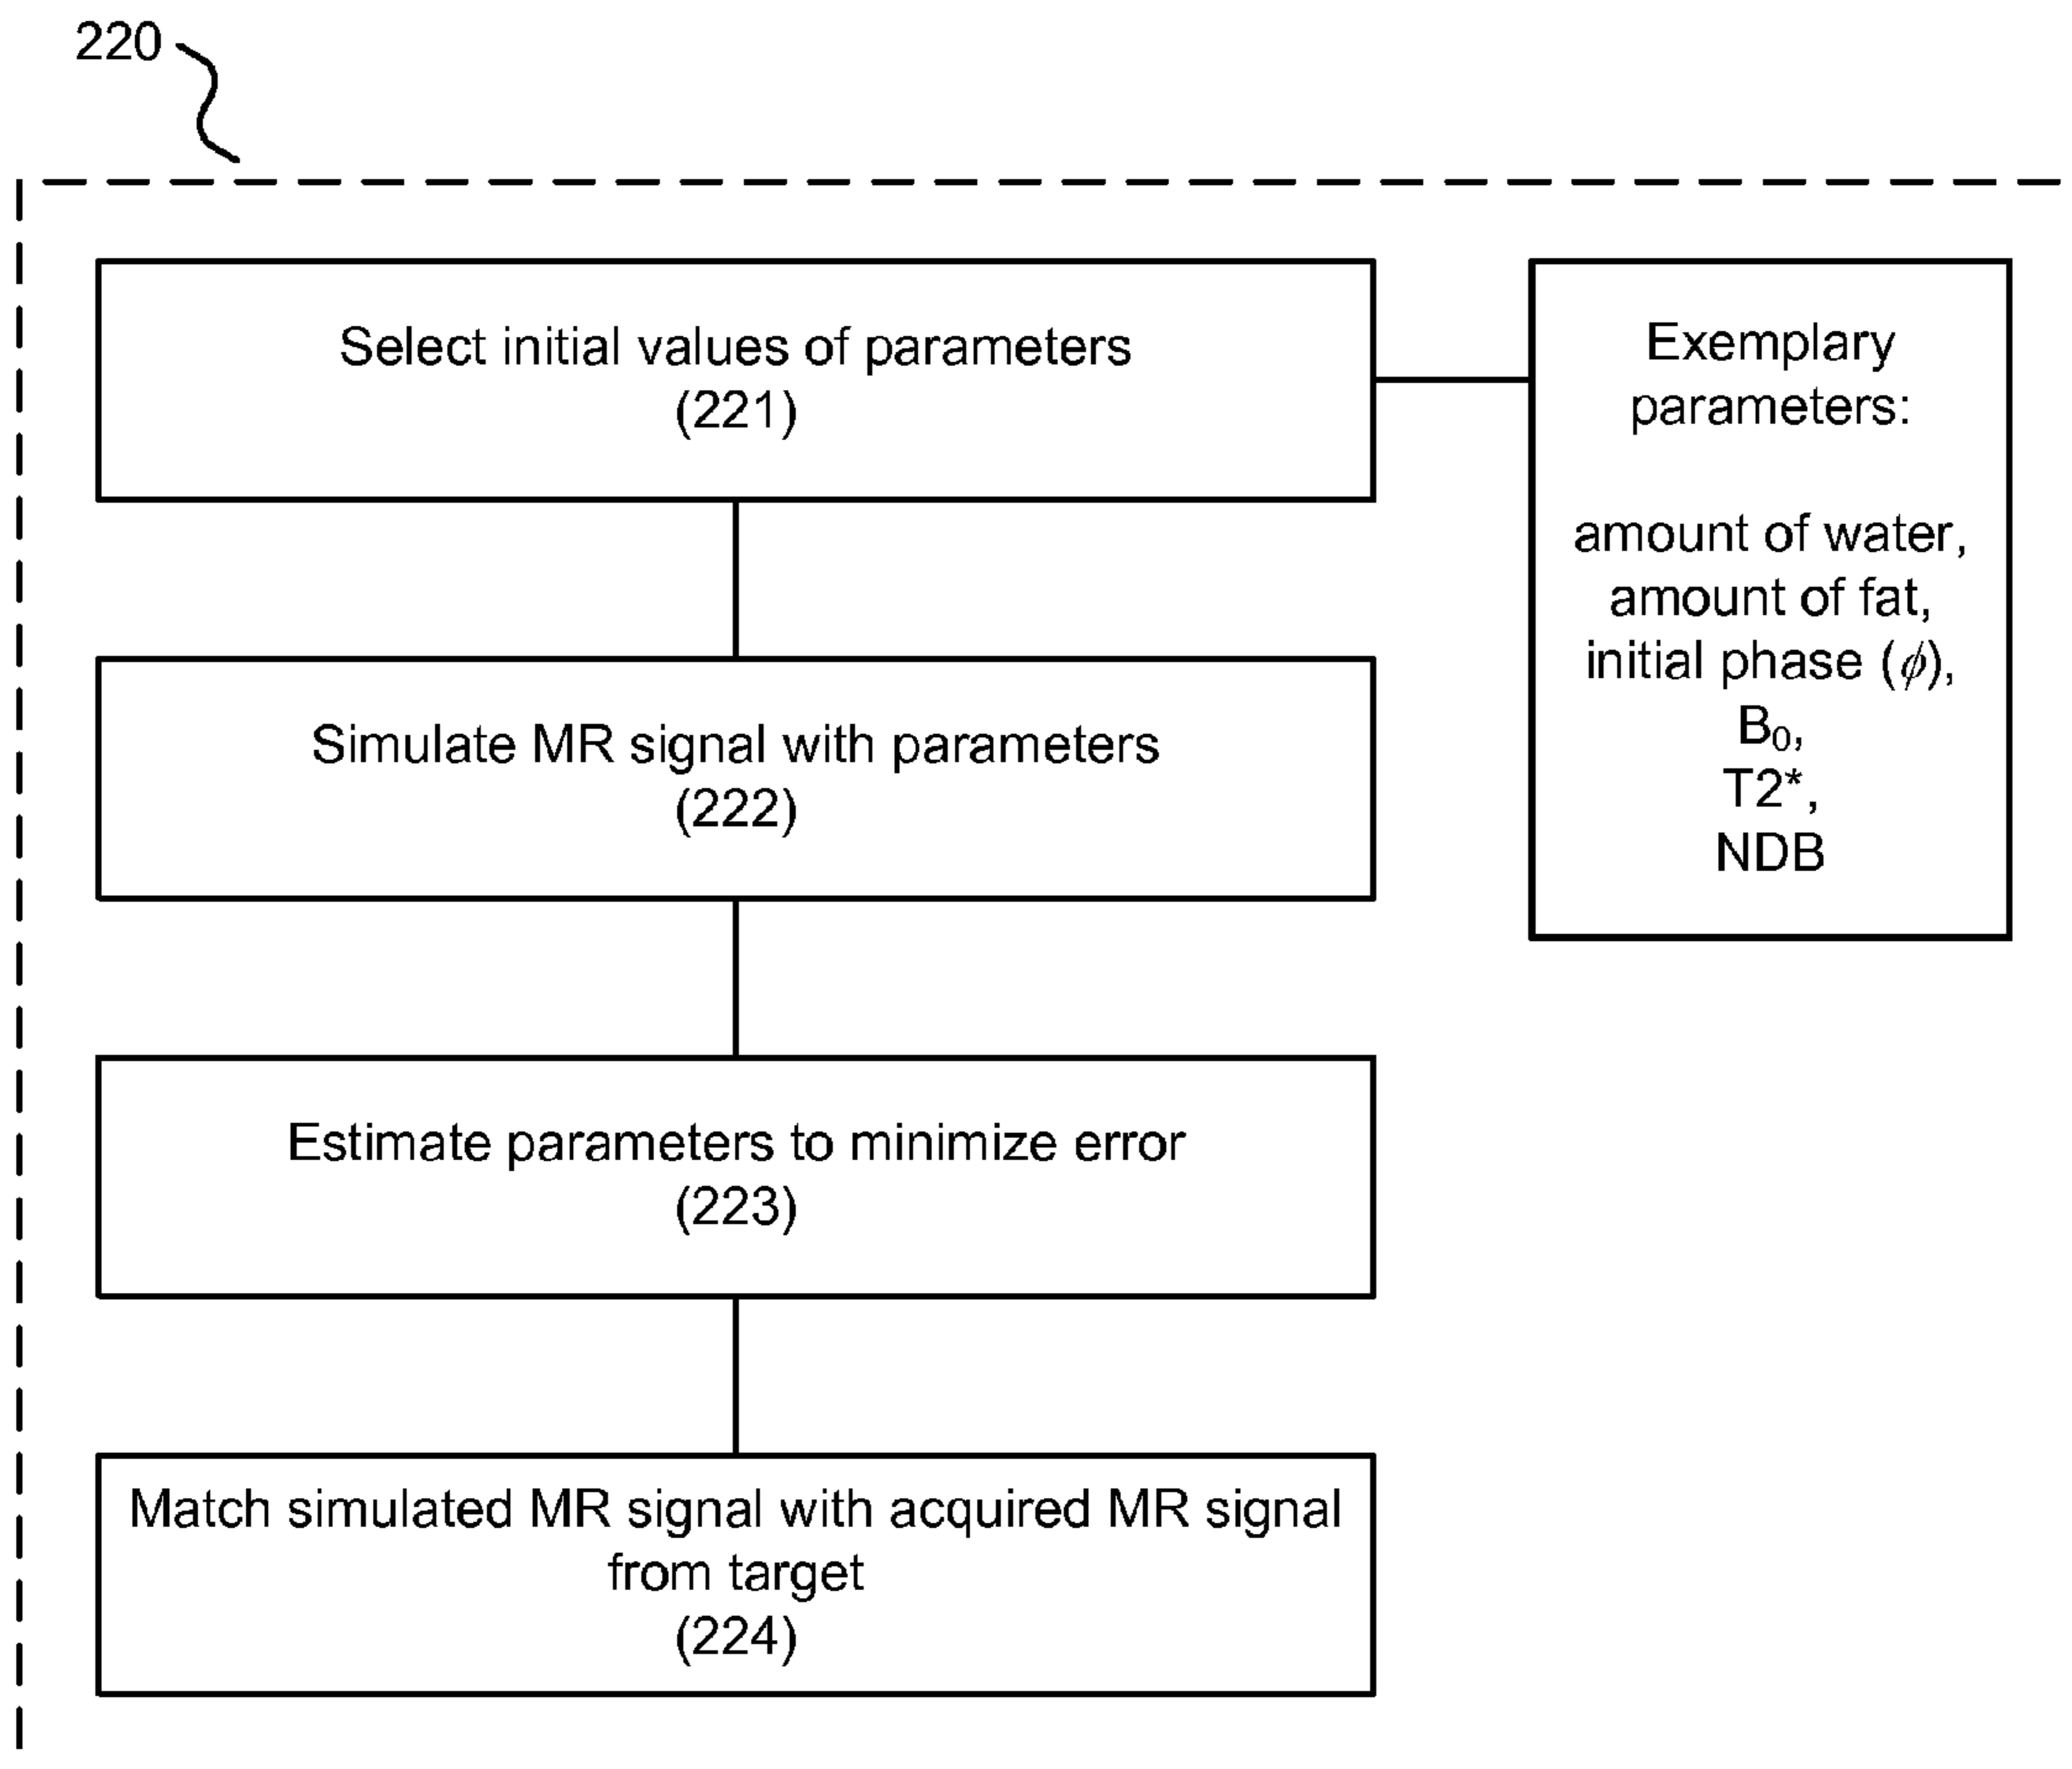 220
Select initial values of parameters
(221)
Exemplary
parameters:
amount of water,
amount of fat,
initial phase (ϕ),
B₀,
T2*,
NDB
Simulate MR signal with parameters
(222)
Estimate parameters to minimize error
(223)
Match simulated MR signal with acquired MR signal
from target
(224)